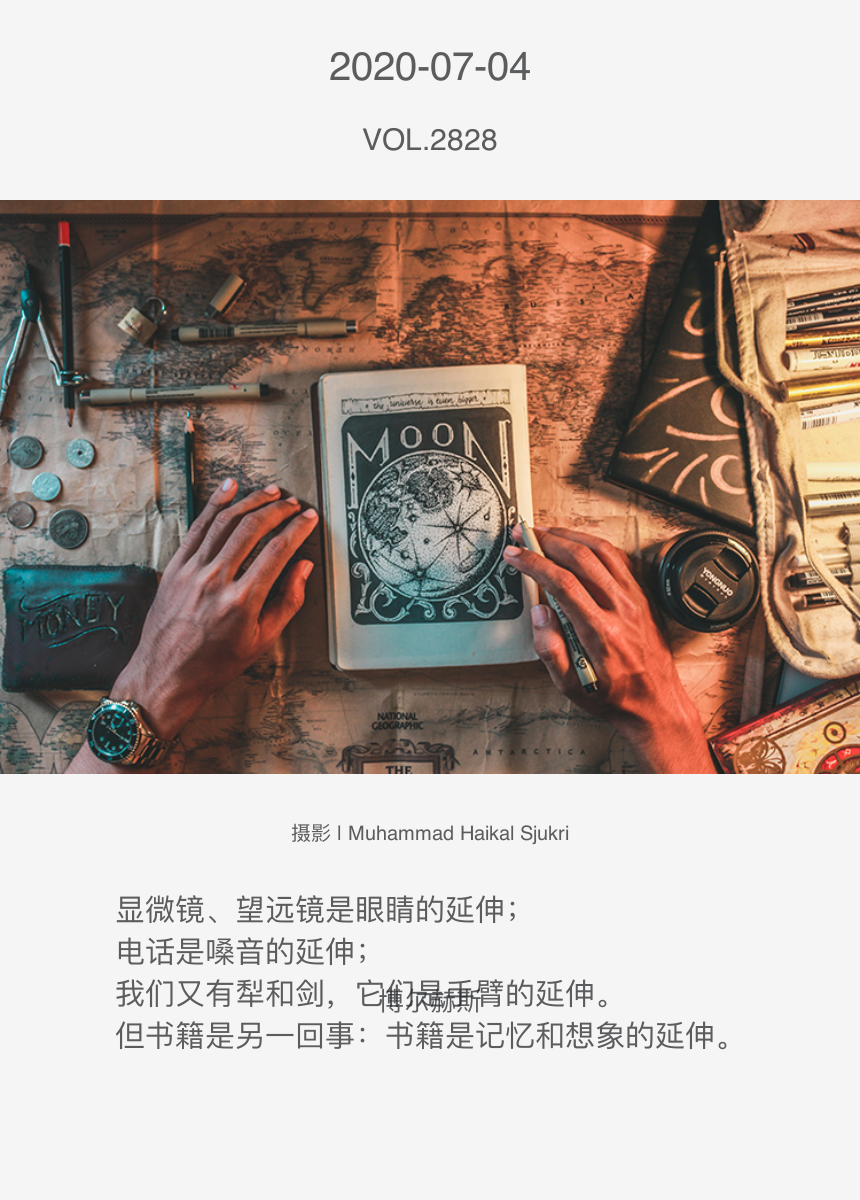 2020-07-04
VOL.2828
the universe is even bigger
MOON
MONEY
YONGNUO
NATIONAL
GEOGRAPHIC
ANTARCTICA
THE
摄影 | Muhammad Haikal Sjukri
显微镜、望远镜是眼睛的延伸；
电话是嗓音的延伸；
我们又有犁和剑，它们是手臂的延伸。
博尔赫斯
但书籍是另一回事：书籍是记忆和想象的延伸。